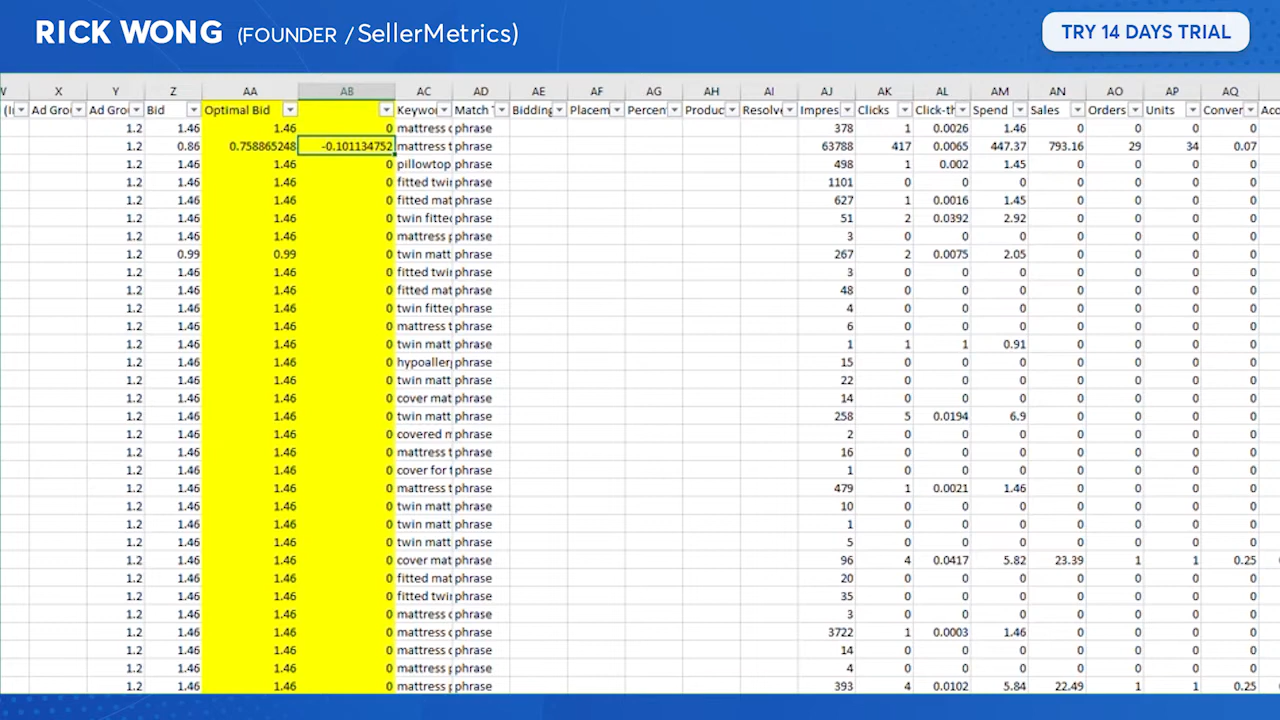 RICK WONG (FOUNDER / SellerMetrics)
TRY 14 DAYS TRIAL
X Y Z AA AB AC AD AE AF AG AH AI AJ AK AL AM AN AO AP AQ
(I Ad Gro Ad Gro Bid Optimal Bid Keywo Match Bidding Placem Percen Produc Resolve Impres Clicks Click-th Spend Sales Orders Units Conver Acc
1.2 1.46 1.46 0 mattress c phrase 378 1 0.0026 1.46 0 0 0 0
1.2 0.86 0.758865248 -0.101134752 mattress t phrase 63788 417 0.0065 447.37 793.16 29 34 0.07
1.2 1.46 1.46 0 pillowtop phrase 498 1 0.002 1.45 0 0 0 0
1.2 1.46 1.46 0 fitted twi phrase 1101 0 0 0 0 0 0 0
1.2 1.46 1.46 0 fitted mat phrase 627 1 0.0016 1.45 0 0 0 0
1.2 1.46 1.46 0 twin fitte phrase 51 2 0.0392 2.92 0 0 0 0
1.2 1.46 1.46 0 mattress p phrase 3 0 0 0 0 0 0 0
1.2 0.99 0.99 0 twin matt phrase 267 2 0.0075 2.05 0 0 0 0
1.2 1.46 1.46 0 fitted twi phrase 3 0 0 0 0 0 0 0
1.2 1.46 1.46 0 fitted mat phrase 48 0 0 0 0 0 0 0
1.2 1.46 1.46 0 twin fitte phrase 4 0 0 0 0 0 0 0
1.2 1.46 1.46 0 mattress t phrase 6 0 0 0 0 0 0 0
1.2 1.46 1.46 0 twin matt phrase 1 1 1 0.91 0 0 0 0
1.2 1.46 1.46 0 hypoaller phrase 15 0 0 0 0 0 0 0
1.2 1.46 1.46 0 twin matt phrase 22 0 0 0 0 0 0 0
1.2 1.46 1.46 0 cover mat phrase 14 0 0 0 0 0 0 0
1.2 1.46 1.46 0 twin matt phrase 258 5 0.0194 6.9 0 0 0 0
1.2 1.46 1.46 0 covered m phrase 2 0 0 0 0 0 0 0
1.2 1.46 1.46 0 mattress t phrase 16 0 0 0 0 0 0 0
1.2 1.46 1.46 0 cover for t phrase 1 0 0 0 0 0 0 0
1.2 1.46 1.46 0 mattress t phrase 479 1 0.0021 1.46 0 0 0 0
1.2 1.46 1.46 0 twin matt phrase 10 0 0 0 0 0 0 0
1.2 1.46 1.46 0 twin matt phrase 1 0 0 0 0 0 0 0
1.2 1.46 1.46 0 twin matt phrase 5 0 0 0 0 0 0 0
1.2 1.46 1.46 0 cover mat phrase 96 4 0.0417 5.82 23.39 1 1 0.25
1.2 1.46 1.46 0 fitted mat phrase 20 0 0 0 0 0 0 0
1.2 1.46 1.46 0 fitted twi phrase 35 0 0 0 0 0 0 0
1.2 1.46 1.46 0 mattress c phrase 3 0 0 0 0 0 0 0
1.2 1.46 1.46 0 mattress c phrase 3722 1 0.0003 1.46 0 0 0 0
1.2 1.46 1.46 0 mattress c phrase 14 0 0 0 0 0 0 0
1.2 1.46 1.46 0 mattress p phrase 4 0 0 0 0 0 0 0
1.2 1.46 1.46 0 mattress p phrase 393 4 0.0102 5.84 22.49 1 1 0.25